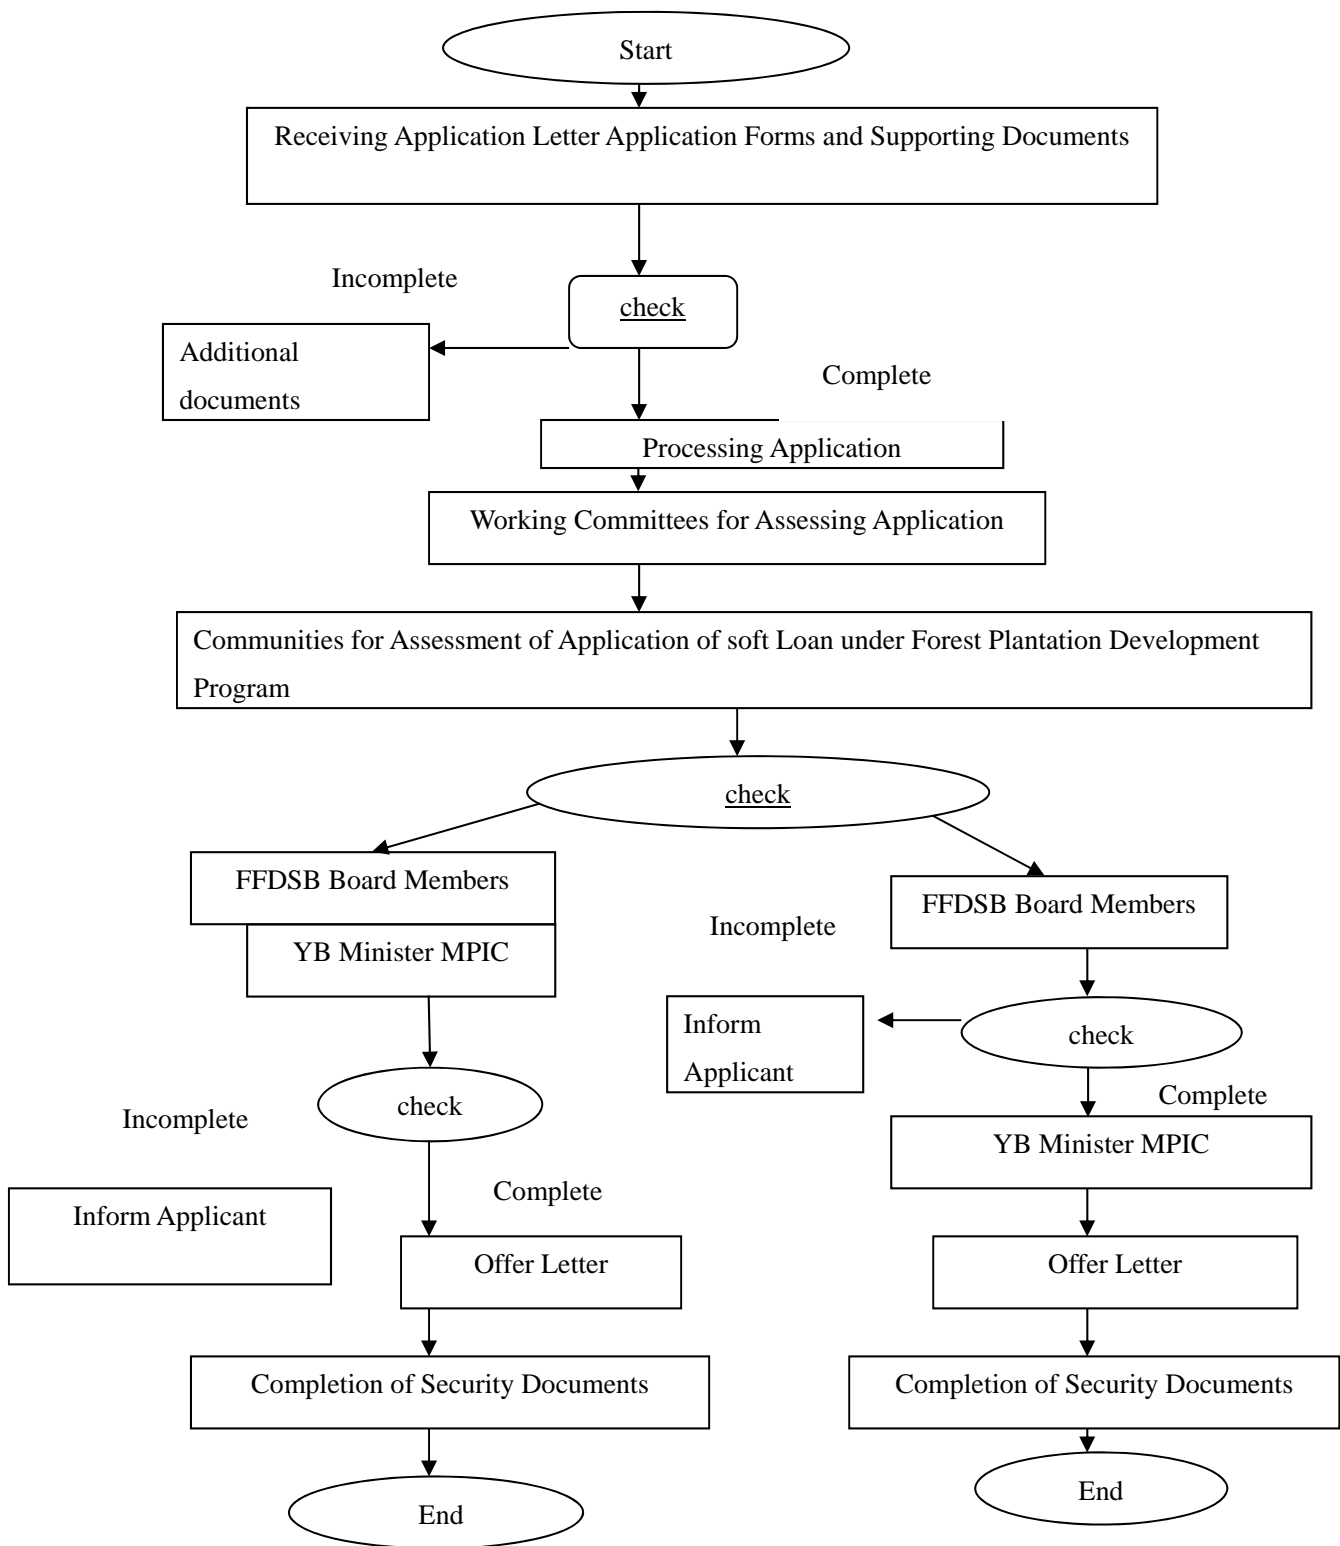 Start
Receiving Application Letter Application Forms and Supporting Documents
Incomplete
check
Additional
documents
Complete
Processing Application
Working Committees for Assessing Application
Communities for Assessment of Application of soft Loan under Forest Plantation Development
Program
check
FFDSB Board Members
YB Minister MPIC
check
Incomplete
Complete
Inform Applicant
Offer Letter
Completion of Security Documents
End
FFDSB Board Members
Incomplete
check
Inform
Applicant
Complete
YB Minister MPIC
Offer Letter
Completion of Security Documents
End